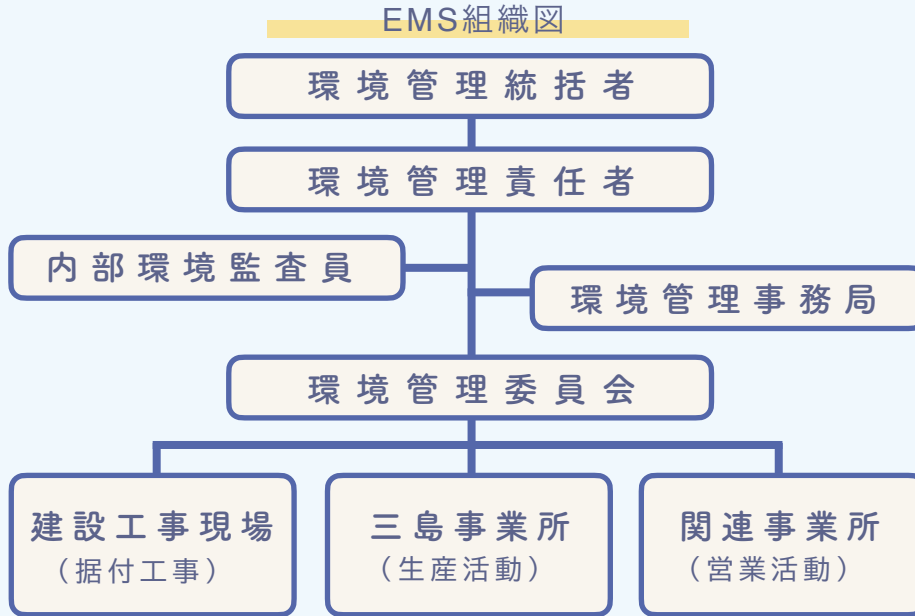 EMS組織図
環境管理統括者
環境管理責任者
内部環境監査員
環境管理事務局
環境管理委員会
建設工事現場
（据付工事）
三島事業所
（生産活動）
関連事業所
（営業活動）